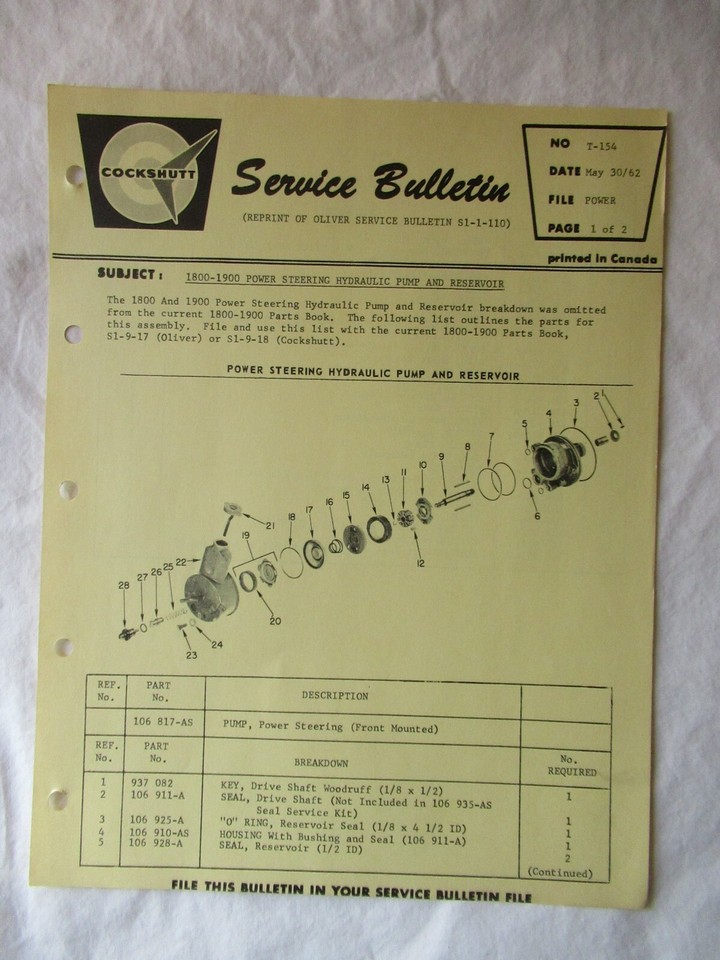 COCKSHUTT
Service Bulletin
(REPRINT OF OLIVER SERVICE BULLETIN S1-1-110)
NO T-154
DATE May 30/62
FILE POWER
PAGE 1 of 2
printed in Canada
SUBJECT: 1800-1900 POWER STEERING HYDRAULIC PUMP AND RESERVOIR
The 1800 And 1900 Power Steering Hydraulic Pump and Reservoir breakdown was omitted
from the current 1800-1900 Parts Book. The following list outlines the parts for
this assembly. File and use this list with the current 1800-1900 Parts Book,
S1-9-17 (Oliver) or S1-9-18 (Cockshutt).
POWER STEERING HYDRAULIC PUMP AND RESERVOIR
1
2
3
4
5
6
7
8
9
10
11
12
13
14
15
16
17
18
19
20
21
22
23
24
25
26
27
28
REF. No. PART No. DESCRIPTION
106 817-AS PUMP, Power Steering (Front Mounted)
REF. No. PART No. BREAKDOWN No. REQUIRED
1 937 082 KEY, Drive Shaft Woodruff (1/8 x 1/2) 1
2 106 911-A SEAL, Drive Shaft (Not Included in 106 935-AS
Seal Service Kit) 1
3 106 925-A "O" RING, Reservoir Seal (1/8 x 4 1/2 ID) 1
4 106 910-AS HOUSING With Bushing and Seal (106 911-A) 1
5 106 928-A SEAL, Reservoir (1/2 ID) 2
(Continued)
FILE THIS BULLETIN IN YOUR SERVICE BULLETIN FILE